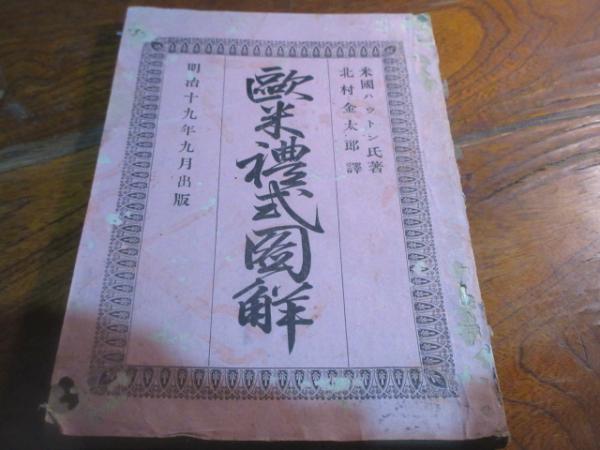 米國ハウトン氏著
北村金太郎譯
歐米禮式圖解
明治十九年九月出版